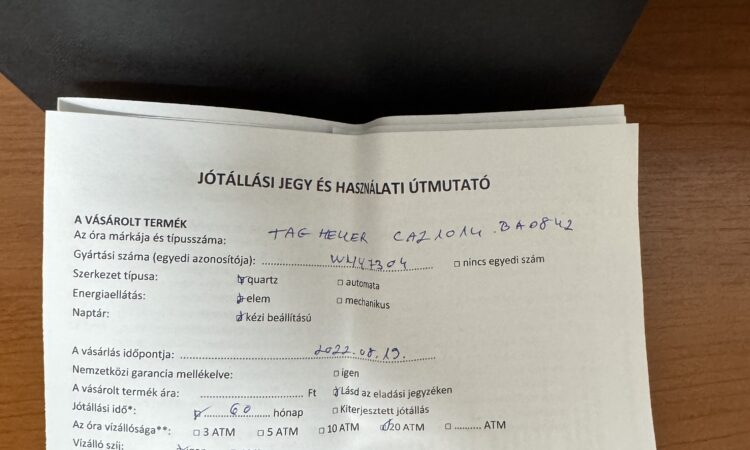 JÓTÁLLÁSI JEGY ÉS HASZNÁLATI ÚTMUTATÓ
A VÁSÁROLT TERMÉK
Az óra márkája és típusszáma: TAG HEUER CAZ1014.BA0842
Gyártási száma (egyedi azonosítója): ........ WHH7304 ........ □ nincs egyedi szám
Szerkezet típusa: ☑ quartz □ automata
Energiaellátás: ☑ elem □ mechanikus
Naptár: ☑ kézi beállítású
A vásárlás időpontja: ........ 2022.08.19. ........
Nemzetközi garancia mellékelve: □ igen
A vásárolt termék ára: ........ Ft ☑ Lásd az eladási jegyzéken
Jótállási idő*: ☑ ... 60 ... hónap □ Kiterjesztett jótállás
Az óra vízállósága**: □ 3 ATM □ 5 ATM □ 10 ATM ☑ 20 ATM □ .......... ATM
Vízálló szíj: